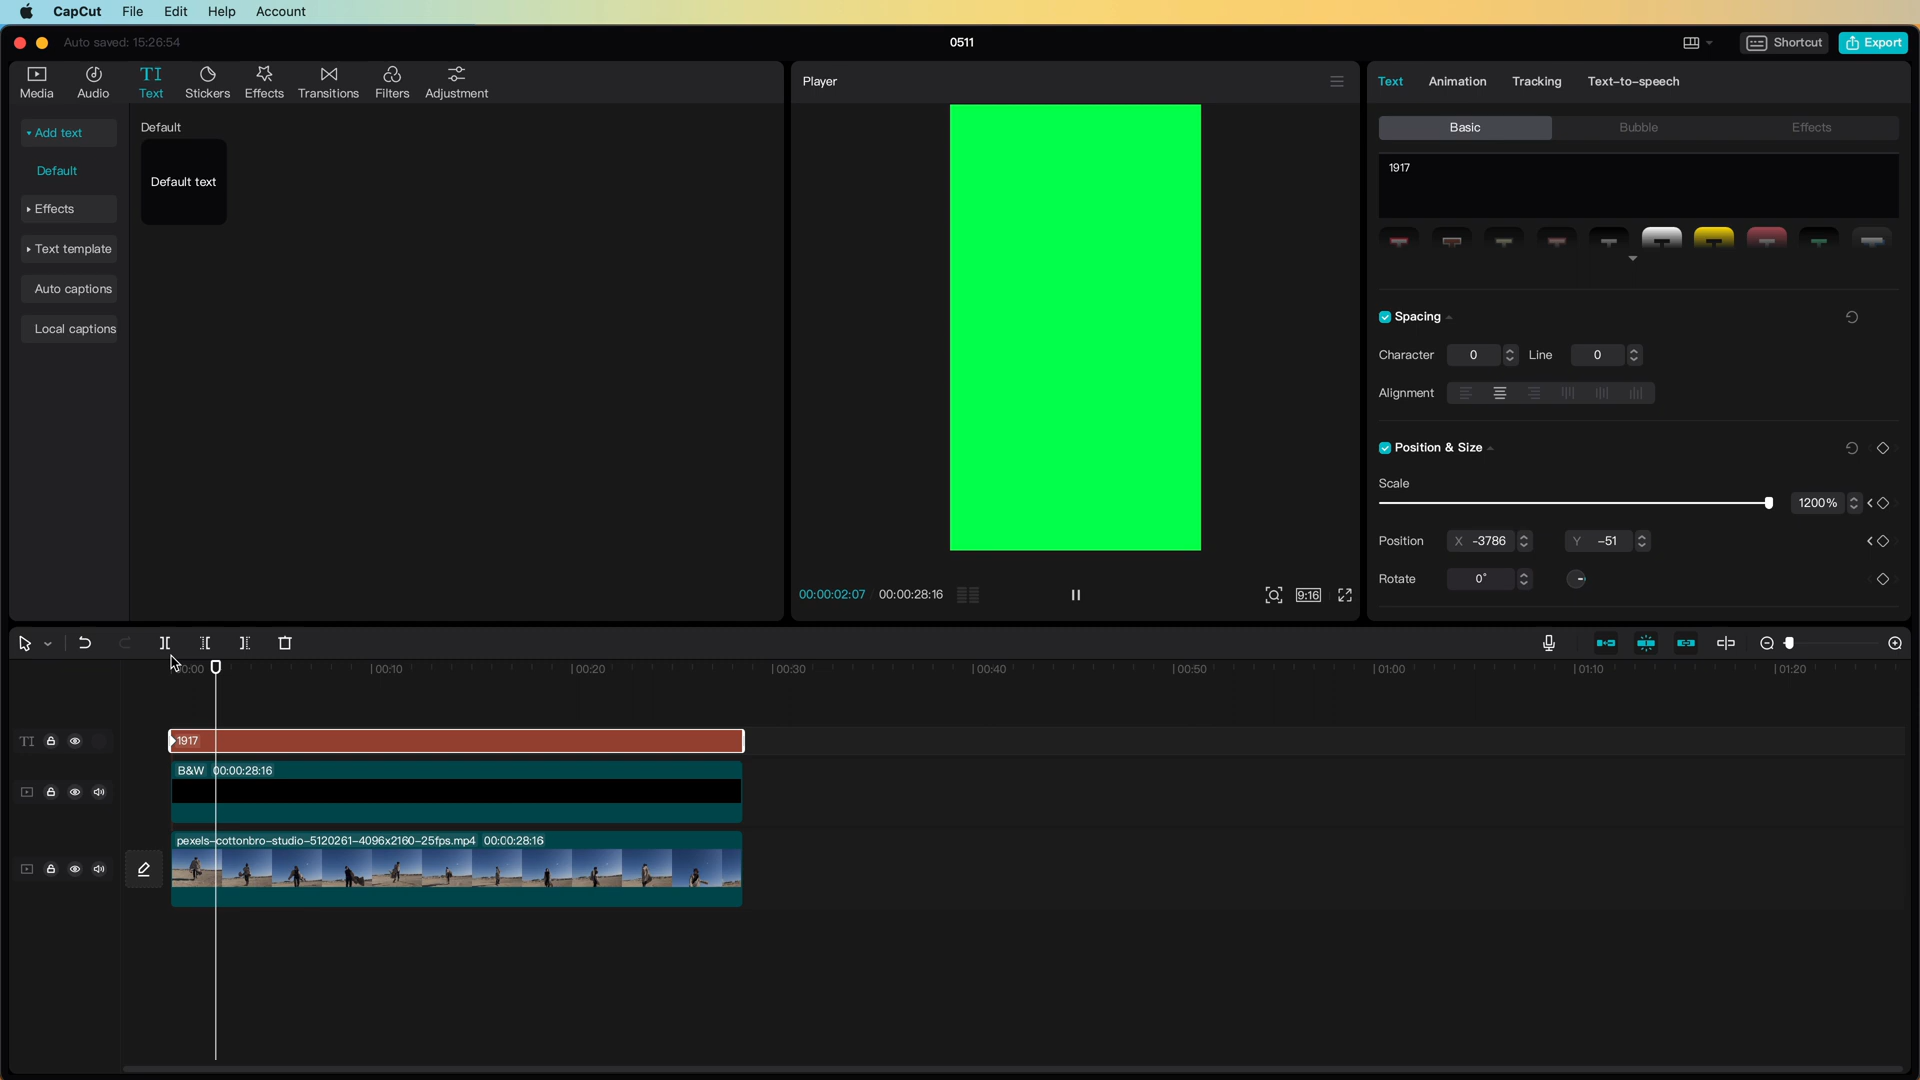 CapCut File Edit Help Account
Auto saved: 15:26:54
0511
Shortcut
Export
Media Audio Text Stickers Effects Transitions Filters Adjustment
Player
Text Animation Tracking Text-to-speech
Add text
Default
Effects
Text template
Auto captions
Local captions
Default
Default text
Basic Bubble Effects
1917
Spacing
Character 0 Line 0
Alignment
Position & Size
Scale
1200%
Position X -3786 Y -51
Rotate 0°
00:00:02:07 00:00:28:16
9:16
00:00 00:10 00:20 00:30 00:40 00:50 01:00 01:10 01:20
TI 1917
B&W 00:00:28:16
pexels-cottonbro-studio-5120261-4096x2160-25fps.mp4 00:00:28:16